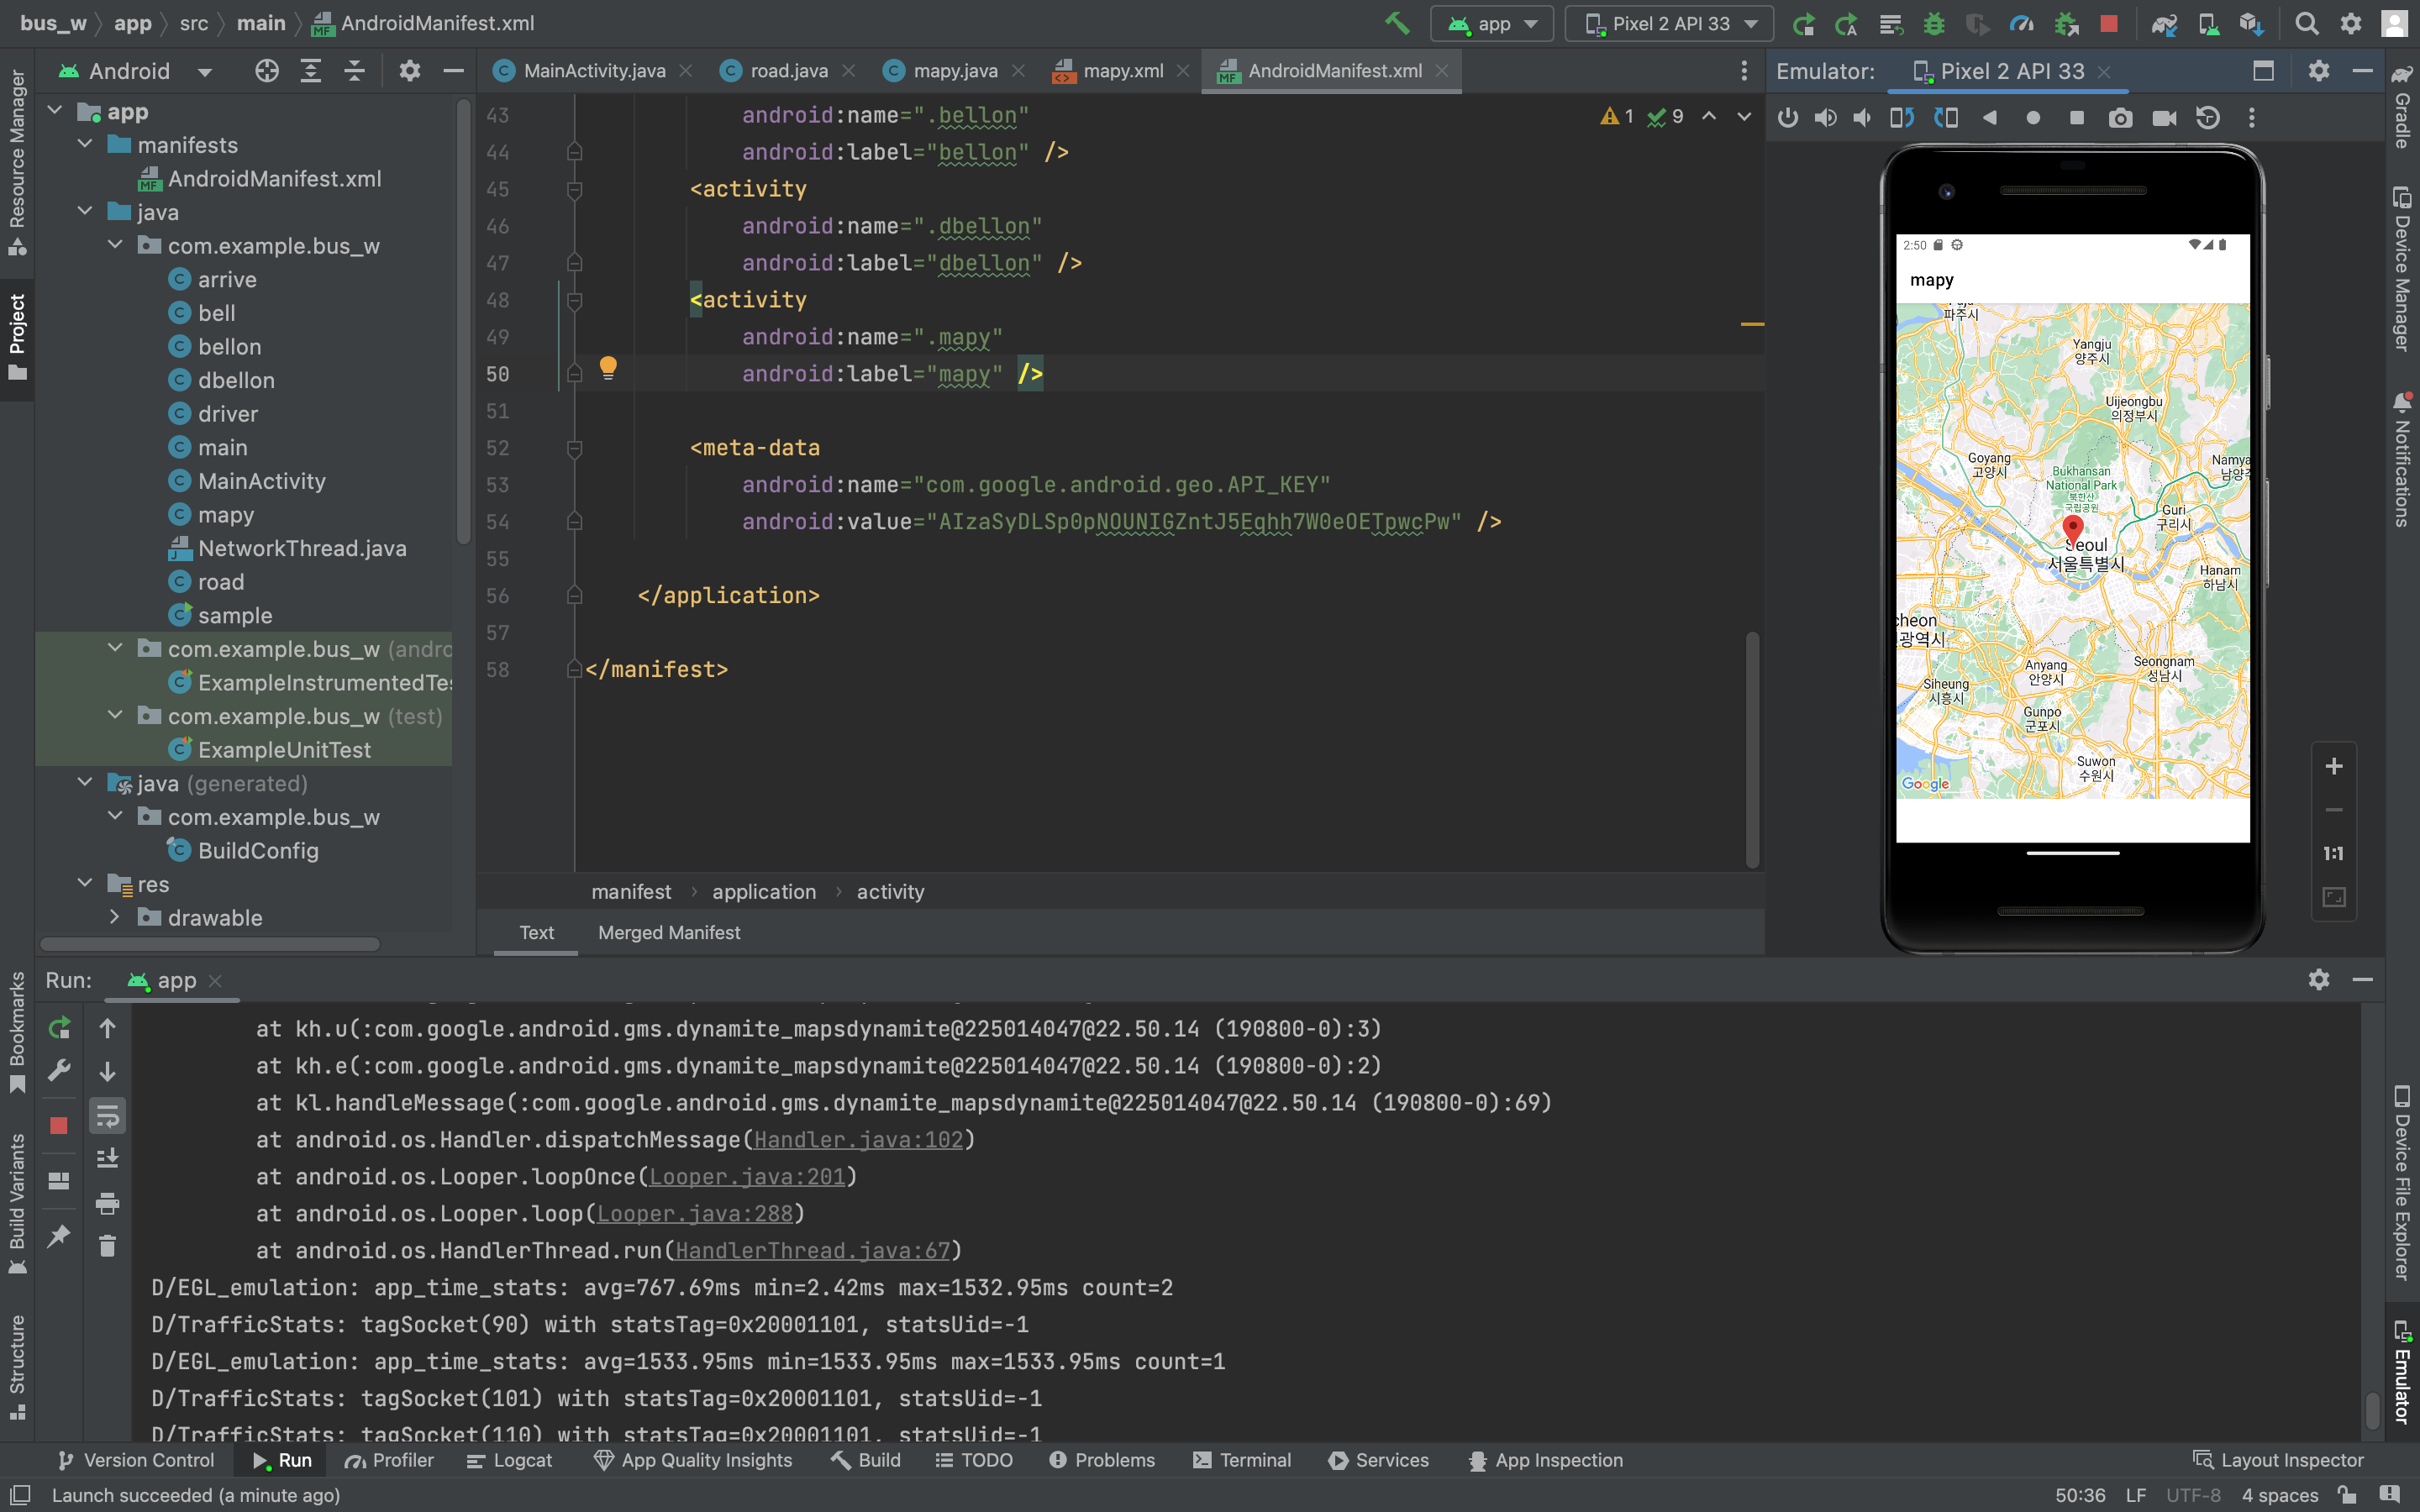 bus_w app src main AndroidManifest.xml
app Pixel 2 API 33
Resource Manager
Project
Bookmarks
Build Variants
Structure
Android
app
manifests
AndroidManifest.xml
java
com.example.bus_w
arrive
bell
bellon
dbellon
driver
main
MainActivity
mapy
NetworkThread.java
road
sample
com.example.bus_w (andro
ExampleInstrumentedTes
com.example.bus_w (test)
ExampleUnitTest
java (generated)
com.example.bus_w
BuildConfig
res
drawable
MainActivity.java road.java mapy.java mapy.xml AndroidManifest.xml
1 9
43 android:name=".bellon"
44 android:label="bellon" />
45 <activity
46 android:name=".dbellon"
47 android:label="dbellon" />
48 <activity
49 android:name=".mapy"
50 android:label="mapy" />
51
52 <meta-data
53 android:name="com.google.android.geo.API_KEY"
54 android:value="AIzaSyDLSp0pNOUNIGZntJ5Eqhh7W0eOETpwcPw" />
55
56 </application>
57
58 </manifest>
manifest application activity
Text Merged Manifest
Emulator: Pixel 2 API 33
2:50
mapy
파주시
Yangju
양주시
Uijeongbu
의정부시
Goyang
고양시
Bukhansan
National Park
북한산
국립공원
Namya
남양주
Guri
구리시
Seoul
서울특별시
Hanam
하남시
cheon
광역시
Anyang
안양시
Seongnam
성남시
Siheung
시흥시
Gunpo
군포시
Suwon
수원시
Google
1:1
Gradle
Device Manager
Notifications
Device File Explorer
Emulator
Run: app
at kh.u(:com.google.android.gms.dynamite_mapsdynamite@225014047@22.50.14 (190800-0):3)
at kh.e(:com.google.android.gms.dynamite_mapsdynamite@225014047@22.50.14 (190800-0):2)
at kl.handleMessage(:com.google.android.gms.dynamite_mapsdynamite@225014047@22.50.14 (190800-0):69)
at android.os.Handler.dispatchMessage(Handler.java:102)
at android.os.Looper.loopOnce(Looper.java:201)
at android.os.Looper.loop(Looper.java:288)
at android.os.HandlerThread.run(HandlerThread.java:67)
D/EGL_emulation: app_time_stats: avg=767.69ms min=2.42ms max=1532.95ms count=2
D/TrafficStats: tagSocket(90) with statsTag=0x20001101, statsUid=-1
D/EGL_emulation: app_time_stats: avg=1533.95ms min=1533.95ms max=1533.95ms count=1
D/TrafficStats: tagSocket(101) with statsTag=0x20001101, statsUid=-1
D/TrafficStats: tagSocket(110) with statsTag=0x20001101, statsUid=-1
Version Control Run Profiler Logcat App Quality Insights Build TODO Problems Terminal Services App Inspection Layout Inspector
Launch succeeded (a minute ago) 50:36 LF UTF-8 4 spaces